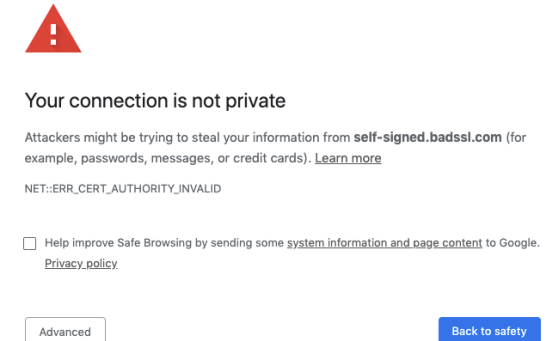 Your connection is not private
Attackers might be trying to steal your information from self-signed.badssl.com (for
example, passwords, messages, or credit cards). Learn more
NET::ERR_CERT_AUTHORITY_INVALID
Help improve Safe Browsing by sending some system information and page content to Google.
Privacy policy
Advanced
Back to safety